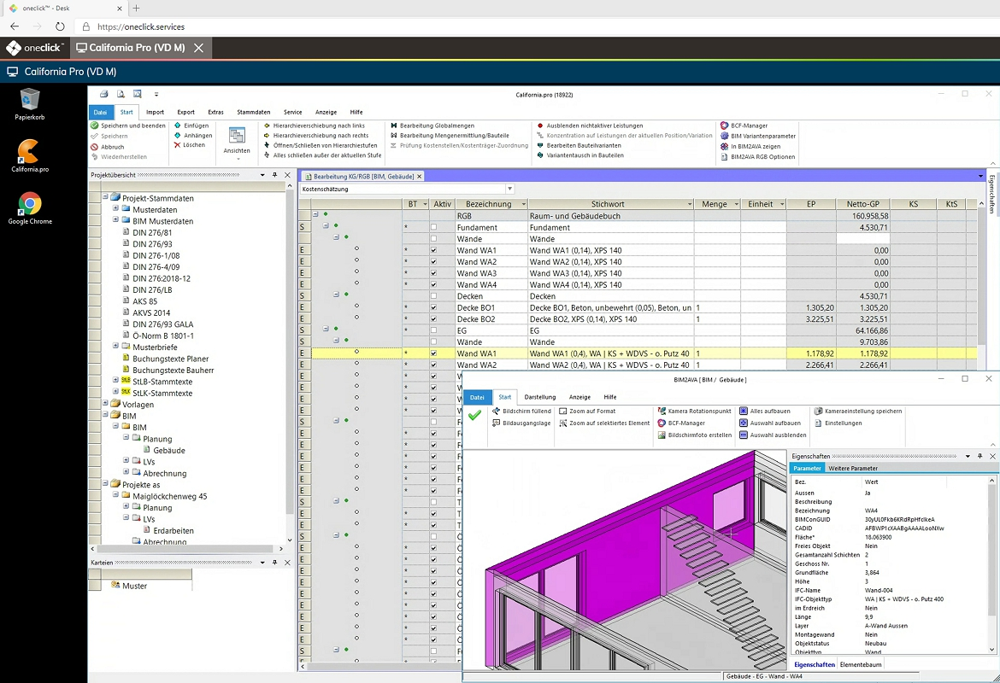 oneclick™ - Desk
https://oneclick.services
oneclick™ California Pro (VD M)
California Pro (VD M)
Papierkorb
California.pro
Google Chrome
California.pro (18922)
Datei Start Import Export Extras Stammdaten Service Anzeige Hilfe
Speichern und beenden
Speichern
Abbruch
Wiederherstellen
Einfügen
Anhängen
Löschen
Ansichten
Hierarchieverschiebung nach links
Hierarchieverschiebung nach rechts
Öffnen/Schließen von Hierarchiestufen
Alles schließen außer der aktuellen Stufe
Bearbeitung Globalmengen
Bearbeitung Mengenermittlung/Bauteile
Prüfung Kostenstellen/Kostenträger-Zuordnung
Ausblenden nichtaktiver Leistungen
Konzentration auf Leistungen der aktuellen Position/Variation
Bearbeiten Bauteilvarianten
Variantentausch in Bauteilen
BCF-Manager
BIM Variantenparameter
In BIM2AVA zeigen
BIM2AVA RGB Optionen
Projektübersicht
Projekt-Stammdaten
Musterdaten
BIM Musterdaten
DIN 276/81
DIN 276/93
DIN 276-1/08
DIN 276-4/09
DIN 276:2018-12
DIN 276/LB
AKS 85
AKVS 2014
DIN 276/93 GALA
Ö-Norm B 1801-1
Musterbriefe
Buchungstexte Planer
Buchungstexte Bauherr
StLB-Stammtexte
StLK-Stammtexte
Vorlagen
BIM
BIM
Planung
Gebäude
LVs
Abrechnung
Projekte as
Maiglöckchenweg 45
Planung
LVs
Erdarbeiten
Abrechnung
Karteien
Muster
Bearbeitung KG/RGB [BIM, Gebäude]
Eigenschaften
Kostenschätzung
BT Aktiv Bezeichnung Stichwort Menge Einheit EP Netto-GP KS KtS
RGB Raum- und Gebäudebuch 160.958,58
S * Fundament Fundament 4.530,71
S Wände Wände
E * Wand WA1 Wand WA1 (0,14), XPS 140 0,00
E * Wand WA2 Wand WA2 (0,14), XPS 140 0,00
E * Wand WA3 Wand WA3 (0,14), XPS 140 0,00
E * Wand WA4 Wand WA4 (0,14), XPS 140 0,00
S Decken Decken 4.530,71
E * Decke BO1 Decke BO1, Beton, unbewehrt (0,05), Beton, un 1 1.305,20 1.305,20
E * Decke BO2 Decke BO2, XPS (0,14), XPS 140 1 3.225,51 3.225,51
S * EG EG 64.166,86
S Wände Wände 9.703,86
E * Wand WA1 Wand WA1 (0,4), WA | KS + WDVS - o. Putz 40 1 1.178,92 1.178,92
E * Wand WA2 Wand WA2 (0,4), WA | KS + WDVS - o. Putz 40 1 2.266,41 2.266,41
BIM2AVA [ BIM / Gebäude ]
Datei Start Darstellung Anzeige Hilfe
Bildschirm füllend
Bildausgangslage
Zoom auf Format
Zoom auf selektiertes Element
Kamera Rotationspunkt
BCF-Manager
Bildschirmfoto erstellen
Alles aufbauen
Auswahl aufbauen
Auswahl ausblenden
Kameraeinstellung speichern
Einstellungen
Eigenschaften
Parameter Weitere Parameter
Bez. Wert
Aussen Ja
Beschreibung
Bezeichnung WA4
BIMConGUID 30yUL0Fkb6KRdRpHfclkeA
CADID AFBWP1cXAABgAAAALooNXw
Fläche* 18.063900
Freies Objekt Nein
Gesamtanzahl Schichten 2
Geschoss Nr. 1
Grundfläche 3,864
Höhe 3
IFC-Name Wand-004
IFC-Objekttyp WA | KS + WDVS - o. Putz 400
im Erdreich Nein
Länge 9,9
Layer A-Wand Aussen
Montagewand Nein
Objektstatus Neubau
Objekttyp Wand
Eigenschaften Elementebaum
Gebäude - EG - Wand - WA4